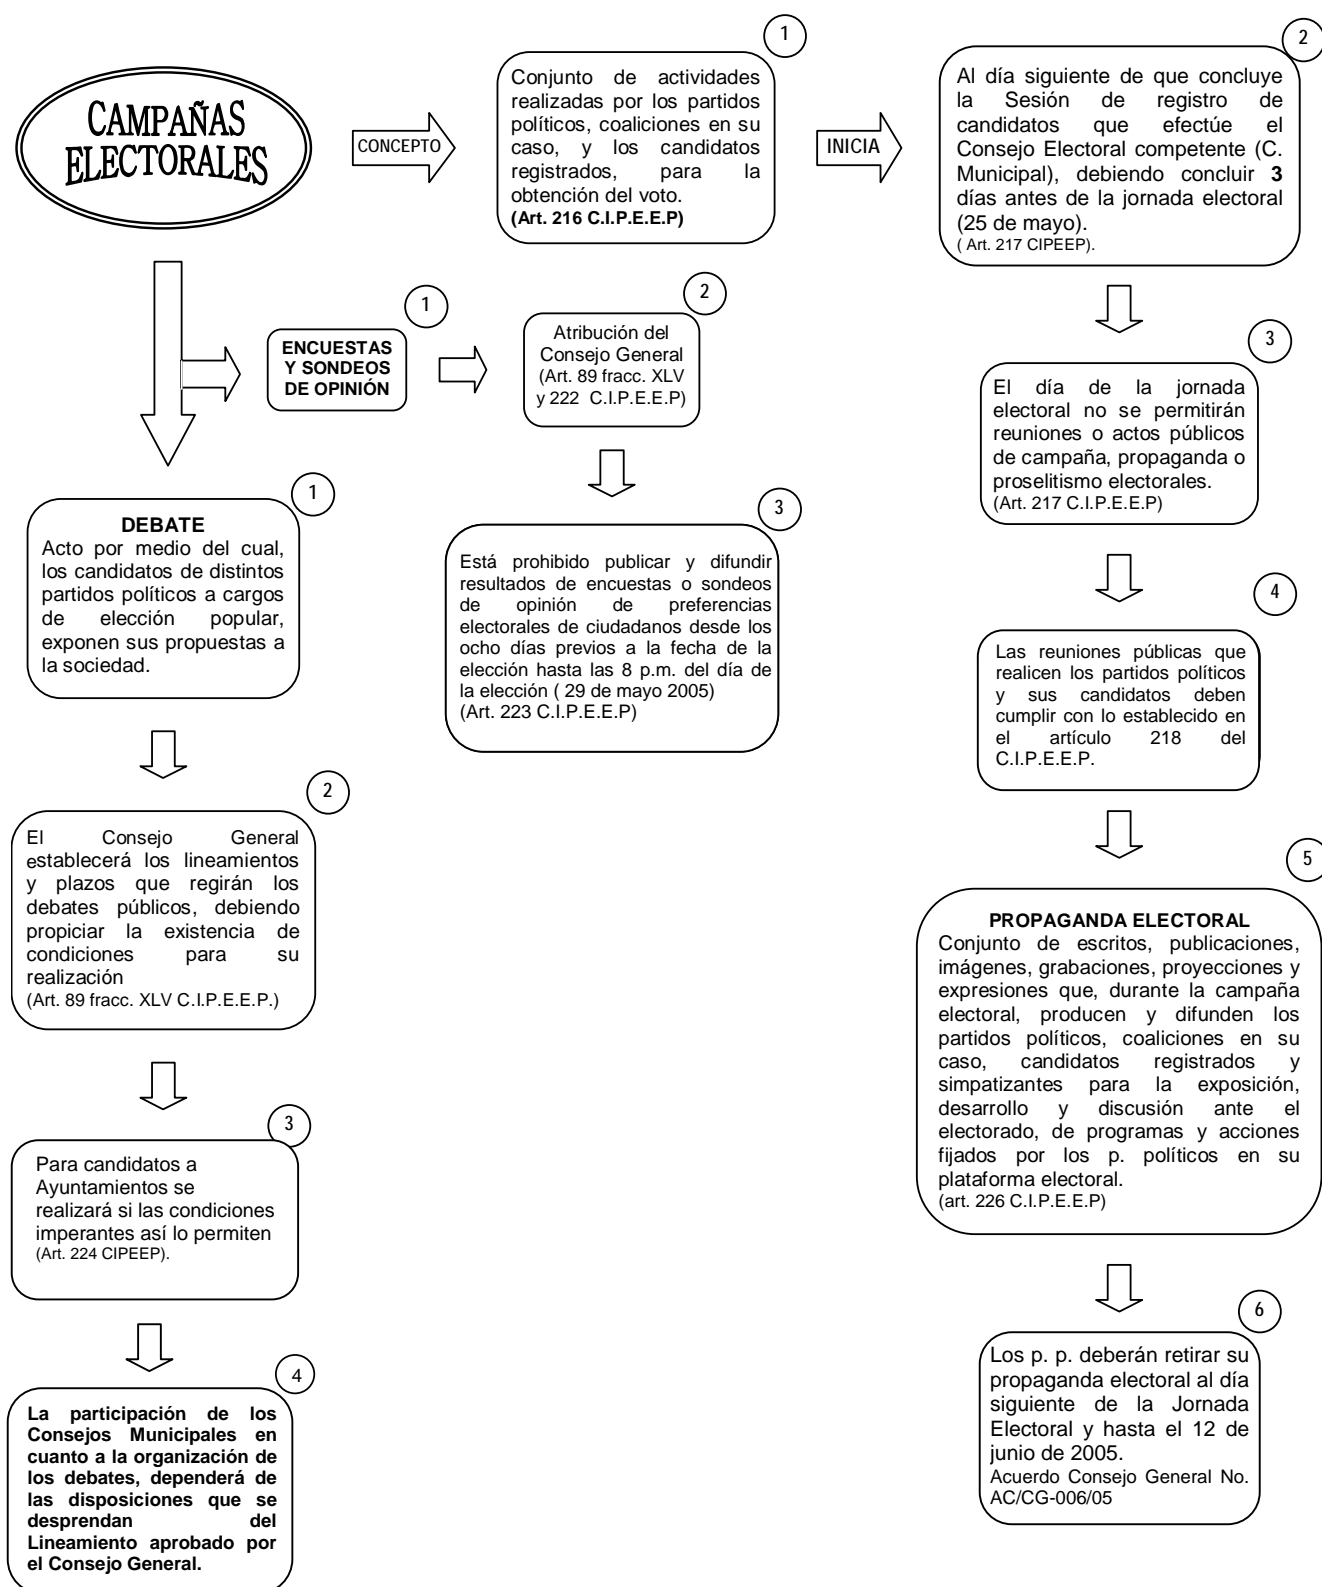 CAMPAÑAS
ELECTORALES
CONCEPTO
1
Conjunto de actividades
realizadas por los partidos
políticos, coaliciones en su
caso, y los candidatos
registrados, para la
obtención del voto.
(Art. 216 C.I.P.E.E.P)
INICIA
2
Al día siguiente de que concluye
la Sesión de registro de
candidatos que efectúe el
Consejo Electoral competente (C.
Municipal), debiendo concluir 3
días antes de la jornada electoral
(25 de mayo).
( Art. 217 CIPEEP).
3
El día de la jornada
electoral no se permitirán
reuniones o actos públicos
de campaña, propaganda o
proselitismo electorales.
(Art. 217 C.I.P.E.E.P)
4
Las reuniones públicas que
realicen los partidos políticos
y sus candidatos deben
cumplir con lo establecido en
el artículo 218 del
C.I.P.E.E.P.
5
PROPAGANDA ELECTORAL
Conjunto de escritos, publicaciones,
imágenes, grabaciones, proyecciones y
expresiones que, durante la campaña
electoral, producen y difunden los
partidos políticos, coaliciones en su
caso, candidatos registrados y
simpatizantes para la exposición,
desarrollo y discusión ante el
electorado, de programas y acciones
fijados por los p. políticos en su
plataforma electoral.
(art. 226 C.I.P.E.E.P)
6
Los p. p. deberán retirar su
propaganda electoral al día
siguiente de la Jornada
Electoral y hasta el 12 de
junio de 2005.
Acuerdo Consejo General No.
AC/CG-006/05
1
ENCUESTAS
Y SONDEOS
DE OPINIÓN
2
Atribución del
Consejo General
(Art. 89 fracc. XLV
y 222 C.I.P.E.E.P)
3
Está prohibido publicar y difundir
resultados de encuestas o sondeos
de opinión de preferencias
electorales de ciudadanos desde los
ocho días previos a la fecha de la
elección hasta las 8 p.m. del día de
la elección ( 29 de mayo 2005)
(Art. 223 C.I.P.E.E.P)
1
DEBATE
Acto por medio del cual,
los candidatos de distintos
partidos políticos a cargos
de elección popular,
exponen sus propuestas a
la sociedad.
2
El Consejo General
establecerá los lineamientos
y plazos que regirán los
debates públicos, debiendo
propiciar la existencia de
condiciones para su
realización
(Art. 89 fracc. XLV C.I.P.E.E.P.)
3
Para candidatos a
Ayuntamientos se
realizará si las condiciones
imperantes así lo permiten
(Art. 224 CIPEEP).
4
La participación de los
Consejos Municipales en
cuanto a la organización de
los debates, dependerá de
las disposiciones que se
desprendan del
Lineamiento aprobado por
el Consejo General.